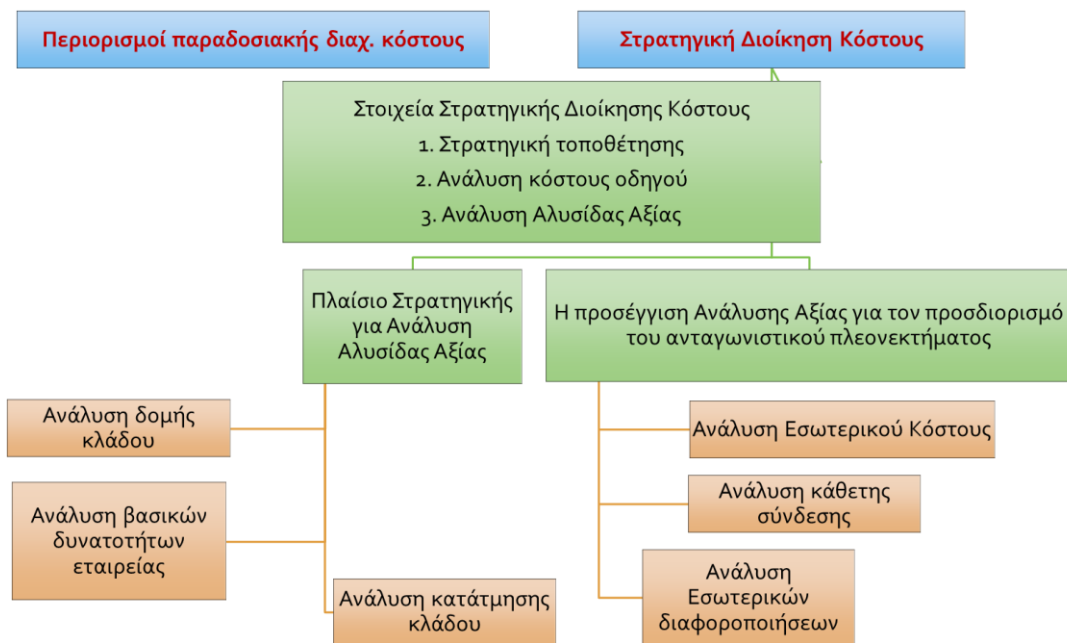 Περιορισμοί παραδοσιακής διαχ. κόστους
Στρατηγική Διοίκηση Κόστους
Στοιχεία Στρατηγικής Διοίκησης Κόστους
1. Στρατηγική τοποθέτησης
2. Ανάλυση κόστους οδηγού
3. Ανάλυση Αλυσίδας Αξίας
Πλαίσιο Στρατηγικής
για Ανάλυση
Αλυσίδας Αξίας
Η προσέγγιση Ανάλυσης Αξίας για τον προσδιορισμό
του ανταγωνιστικού πλεονεκτήματος
Ανάλυση δομής
κλάδου
Ανάλυση βασικών
δυνατοτήτων
εταιρείας
Ανάλυση κατάτμησης
κλάδου
Ανάλυση Εσωτερικού Κόστους
Ανάλυση κάθετης
σύνδεσης
Ανάλυση
Εσωτερικών
διαφοροποιήσεων